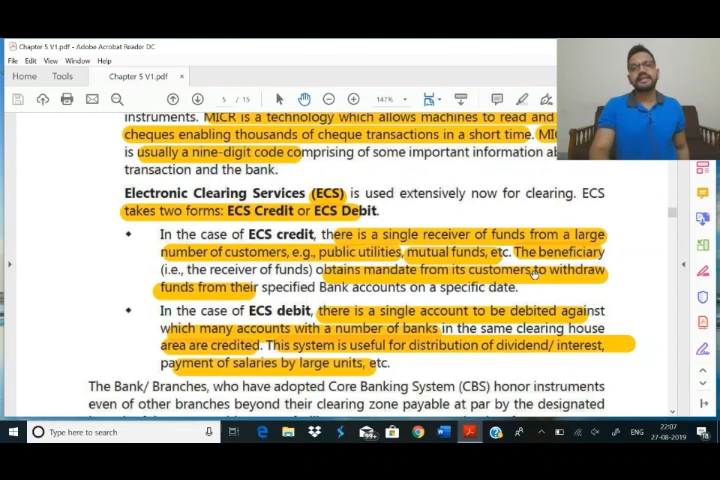 Chapter 5 V1.pdf - Adobe Acrobat Reader DC
File Edit View Window Help
Home Tools Chapter 5 V1.pdf ×
5 / 15 147%
instruments. MICR is a technology which allows machines to read and
cheques enabling thousands of cheque transactions in a short time.
is usually a nine-digit code comprising of some important information
transaction and the bank.
Electronic Clearing Services (ECS) is used extensively now for clearing. ECS
takes two forms: ECS Credit or ECS Debit.
In the case of ECS credit, there is a single receiver of funds from a large
number of customers, e.g., public utilities, mutual funds, etc. The beneficiary
(i.e., the receiver of funds) obtains mandate from its customers to withdraw
funds from their specified Bank accounts on a specific date.
In the case of ECS debit, there is a single account to be debited against
which many accounts with a number of banks in the same clearing house
area are credited. This system is useful for distribution of dividend/ interest,
payment of salaries by large units, etc.
The Bank/ Branches, who have adopted Core Banking System (CBS) honor instruments
even of other branches beyond their clearing zone payable at par by the designated
Type here to search
ENG
22:07
27-08-2019